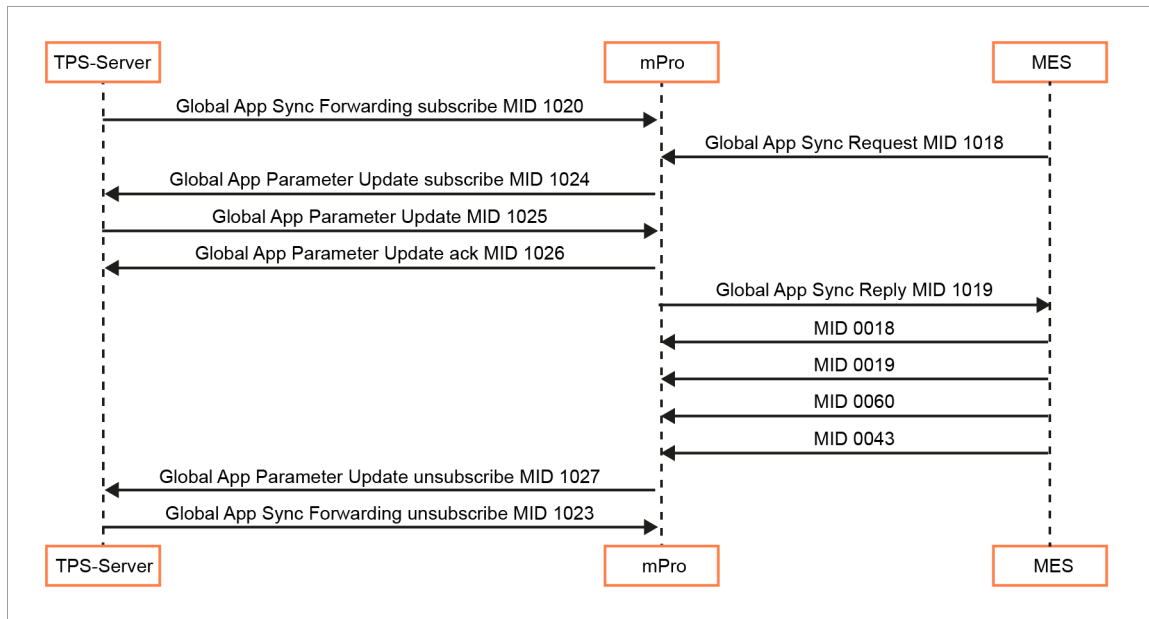 TPS-Server
mPro
MES
Global App Sync Forwarding subscribe MID 1020
Global App Sync Request MID 1018
Global App Parameter Update subscribe MID 1024
Global App Parameter Update MID 1025
Global App Parameter Update ack MID 1026
Global App Sync Reply MID 1019
MID 0018
MID 0019
MID 0060
MID 0043
Global App Parameter Update unsubscribe MID 1027
Global App Sync Forwarding unsubscribe MID 1023
TPS-Server
mPro
MES